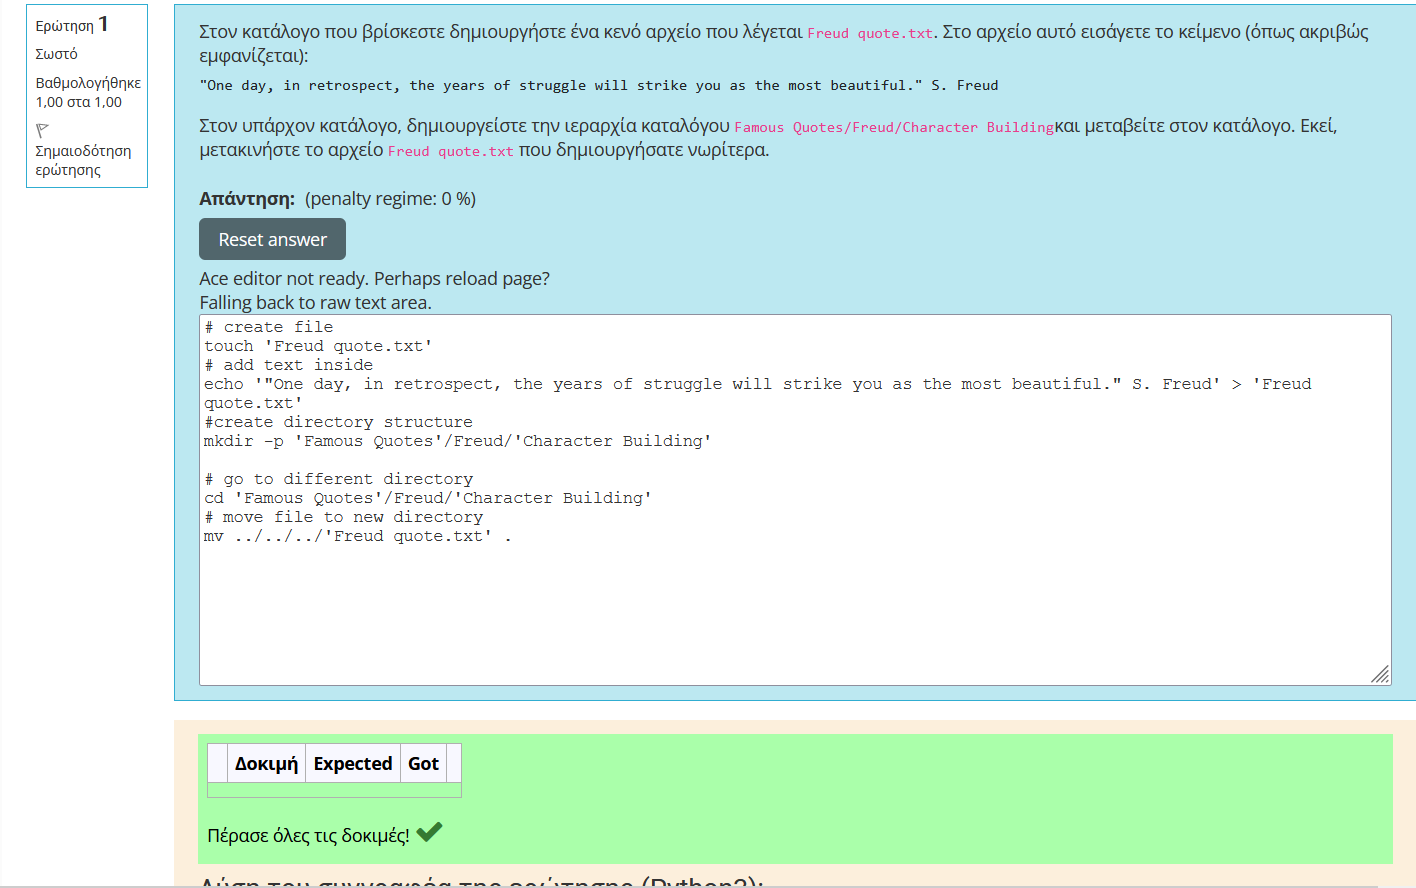 Ερώτηση 1
Σωστό
Βαθμολογήθηκε
1,00 στα 1,00
Σημαιοδότηση
ερώτησης
Στον κατάλογο που βρίσκεστε δημιουργήστε ένα κενό αρχείο που λέγεται Freud quote.txt. Στο αρχείο αυτό εισάγετε το κείμενο (όπως ακριβώς
εμφανίζεται):
"One day, in retrospect, the years of struggle will strike you as the most beautiful." S. Freud
Στον υπάρχον κατάλογο, δημιουργείστε την ιεραρχία καταλόγου Famous Quotes/Freud/Character Buildingκαι μεταβείτε στον κατάλογο. Εκεί,
μετακινήστε το αρχείο Freud quote.txt που δημιουργήσατε νωρίτερα.
Απάντηση: (penalty regime: 0 %)
Reset answer
Ace editor not ready. Perhaps reload page?
Falling back to raw text area.
# create file
touch 'Freud quote.txt'
# add text inside
echo '"One day, in retrospect, the years of struggle will strike you as the most beautiful." S. Freud' > 'Freud
quote.txt'
#create directory structure
mkdir -p 'Famous Quotes'/Freud/'Character Building'
# go to different directory
cd 'Famous Quotes'/Freud/'Character Building'
# move file to new directory
mv ../../../'Freud quote.txt' .
Δοκιμή Expected Got
Πέρασε όλες τις δοκιμές!
Λύση του συγγραφέα της ερώτησης (Python3):